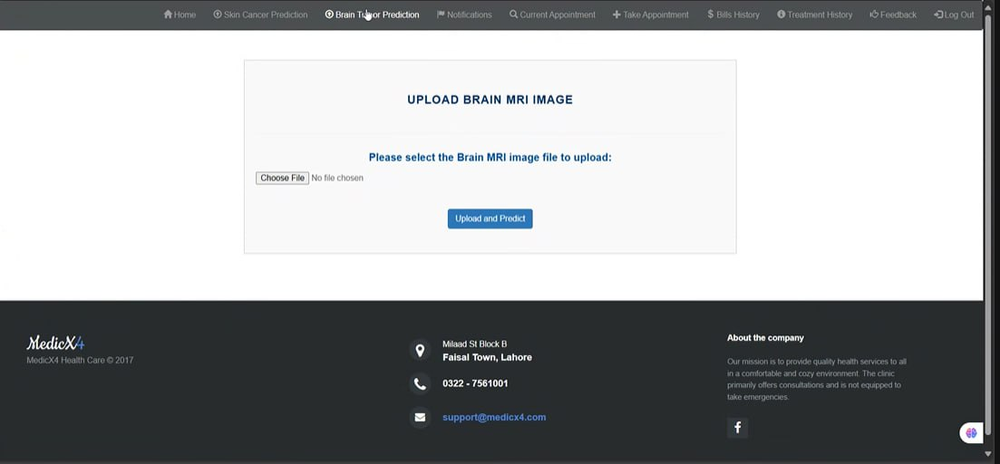 Home Skin Cancer Prediction Brain Tumor Prediction Notifications Current Appointment Take Appointment $ Bills History Treatment History Feedback Log Out
UPLOAD BRAIN MRI IMAGE
Please select the Brain MRI image file to upload:
Choose File No file chosen
Upload and Predict
MedicX4
MedicX4 Health Care © 2017
Milaad St Block B
Faisal Town, Lahore
0322 - 7561001
support@medicx4.com
About the company
Our mission is to provide quality health services to all
in a comfortable and cozy environment. The clinic
primarily offers consultations and is not equipped to
take emergencies.